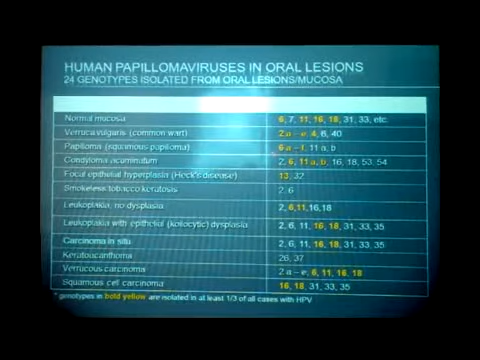 HUMAN PAPILLOMAVIRUSES IN ORAL LESIONS
24 GENOTYPES ISOLATED FROM ORAL LESIONS/MUCOSA
Normal mucosa 6, 7, 11, 16, 18, 31, 33, etc.
Verruca vulgaris (common wart) 2 a – e, 4, 6, 40
Papilloma (squamous papilloma) 6 a – f, 11 a, b
Condyloma acuminatum 2, 6, 11 a, b, 16, 18, 53, 54
Focal epithelial hyperplasia (Heck's disease) 13, 32
Smokeless tobacco keratosis 2, 6
Leukoplakia, no dysplasia 2, 6,11,16,18
Leukoplakia with epithelial (koilocytic) dysplasia 2, 6, 11, 16, 18, 31, 33, 35
Carcinoma in situ 2, 6, 11, 16, 18, 31, 33, 35
Keratoacanthoma 26, 37
Verrucous carcinoma 2 a – e, 6, 11, 16, 18
Squamous cell carcinoma 16, 18, 31, 33, 35
* genotypes in bold yellow are isolated in at least 1/3 of all cases with HPV